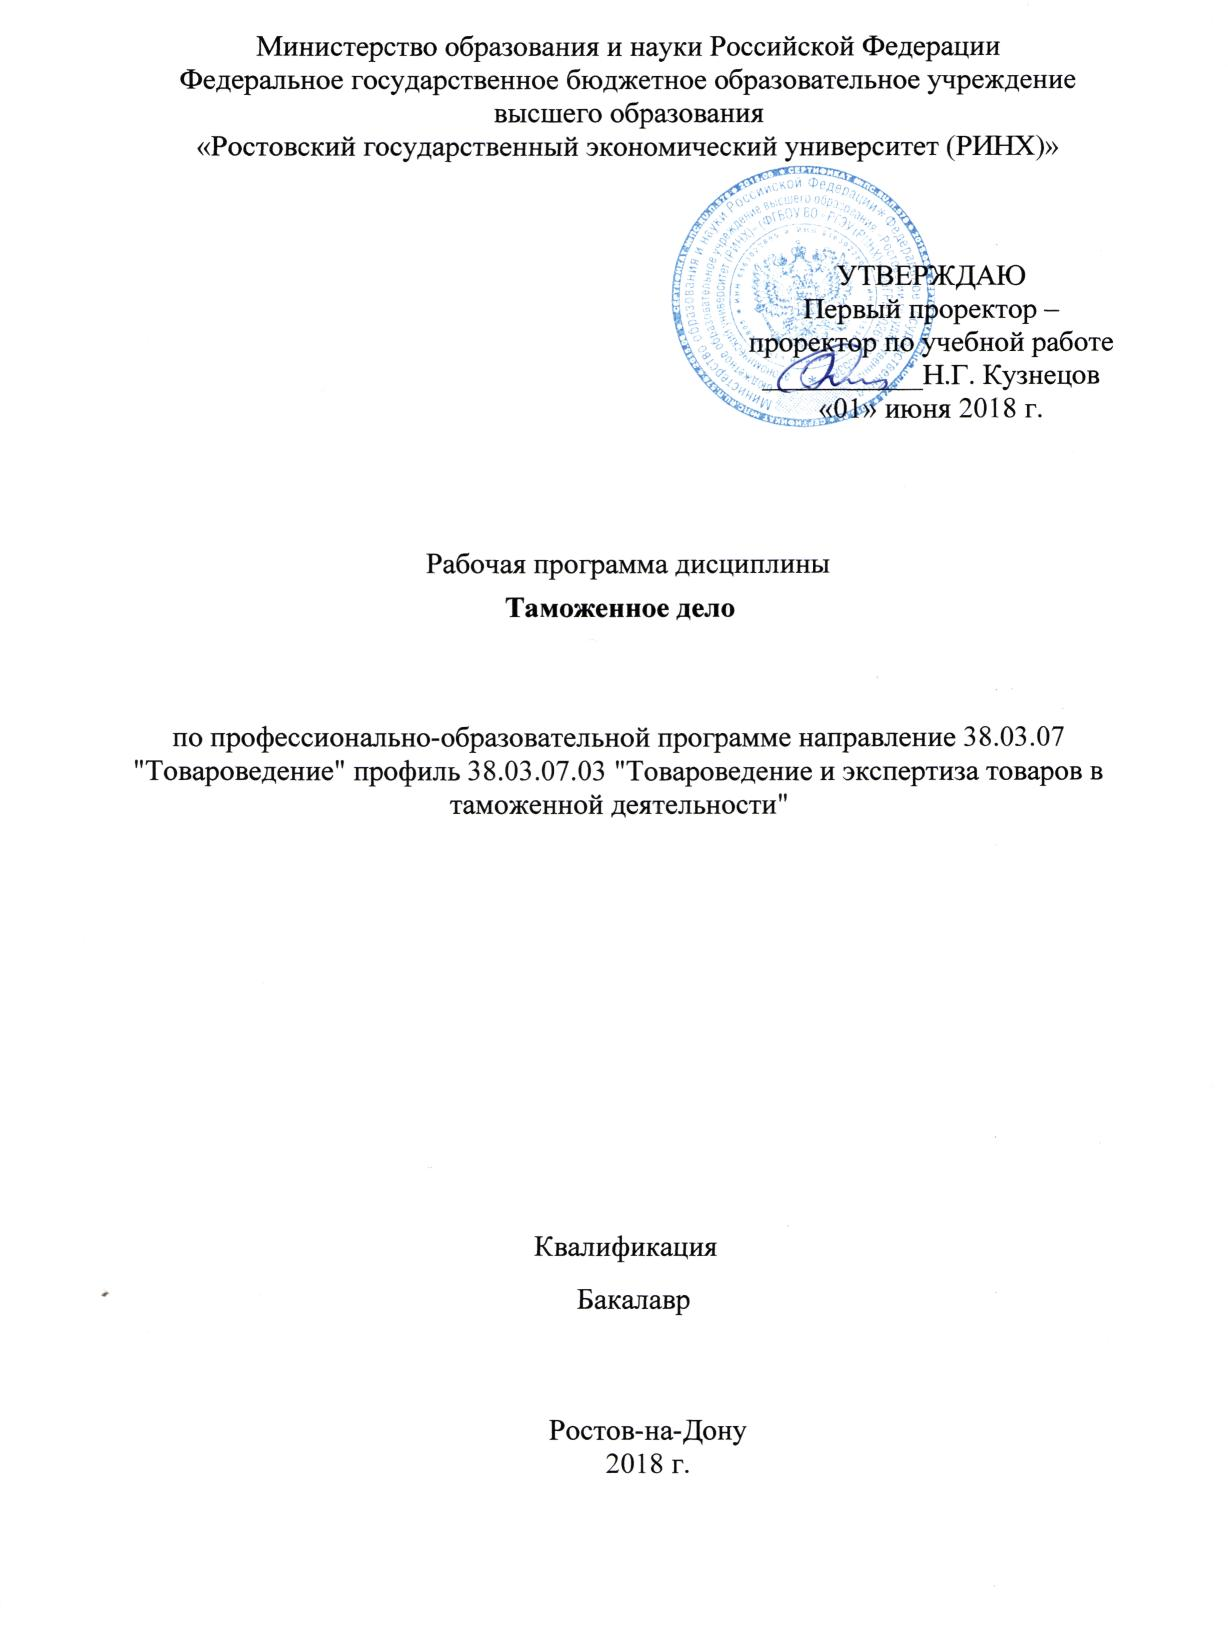 Министерство образования и науки Российской Федерации
Федеральное государственное бюджетное образовательное учреждение
высшего образования
«Ростовский государственный экономический университет (РИНХ)»
УТВЕРЖДАЮ
Первый проректор –
проректор по учебной работе
____________Н.Г. Кузнецов
«01» июня 2018 г.
Рабочая программа дисциплины
Таможенное дело
по профессионально-образовательной программе направление 38.03.07
"Товароведение" профиль 38.03.07.03 "Товароведение и экспертиза товаров в
таможенной деятельности"
Квалификация
Бакалавр
Ростов-на-Дону
2018 г.